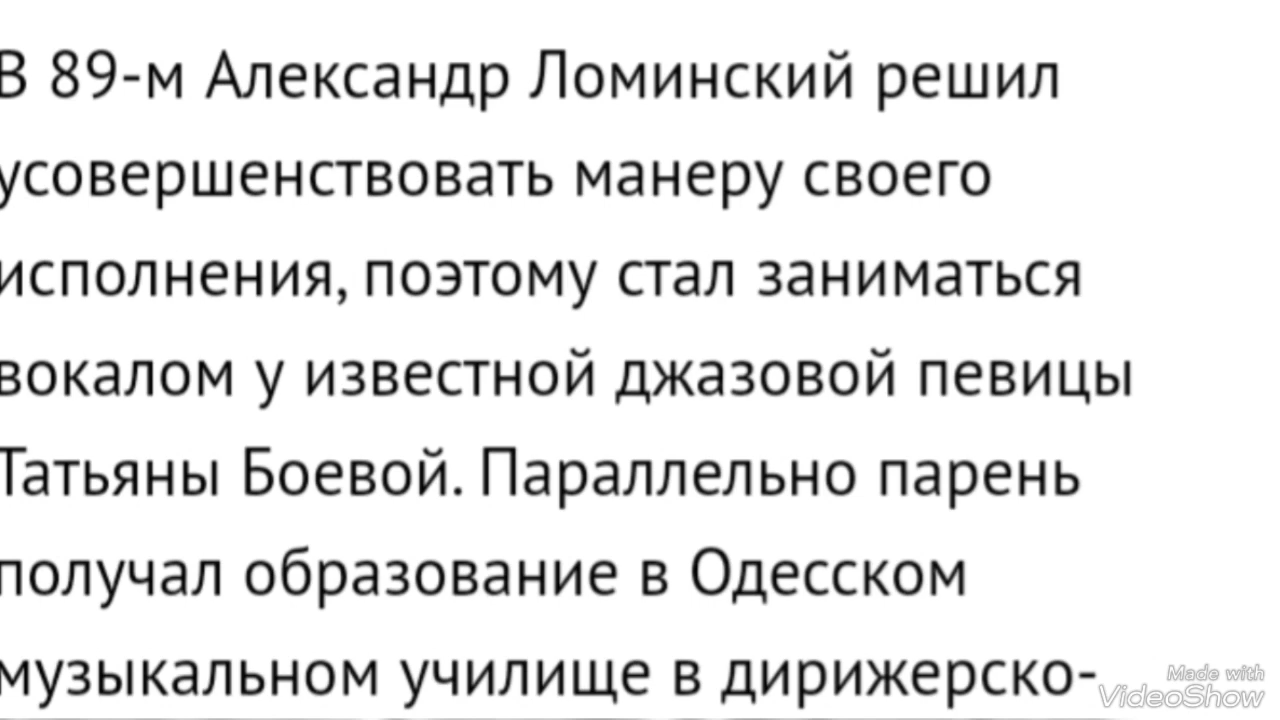 В 89-м Александр Ломинский решил
усовершенствовать манеру своего
исполнения, поэтому стал заниматься
вокалом у известной джазовой певицы
Татьяны Боевой. Параллельно парень
получал образование в Одесском
музыкальном училище в дирижерско-
Made with
VideoShow